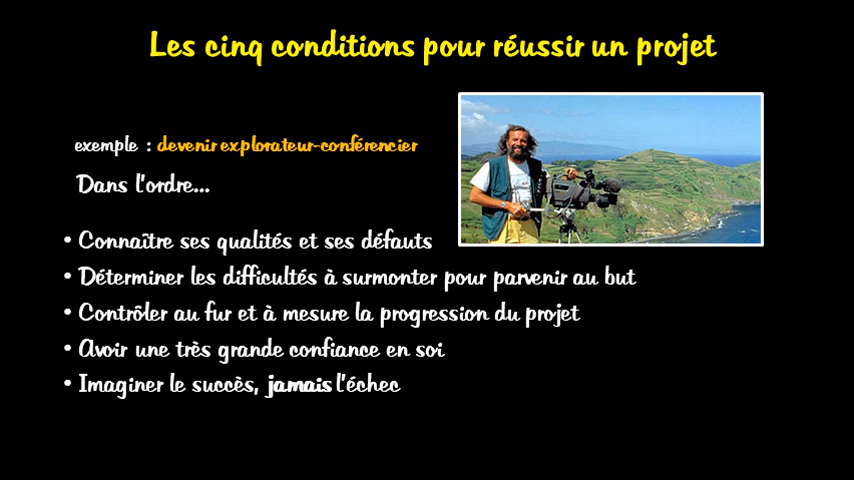 Les cinq conditions pour réussir un projet
exemple : devenir explorateur-conférencier
Dans l'ordre...
• Connaître ses qualités et ses défauts
• Déterminer les difficultés à surmonter pour parvenir au but
• Contrôler au fur et à mesure la progression du projet
• Avoir une très grande confiance en soi
• Imaginer le succès, jamais l'échec